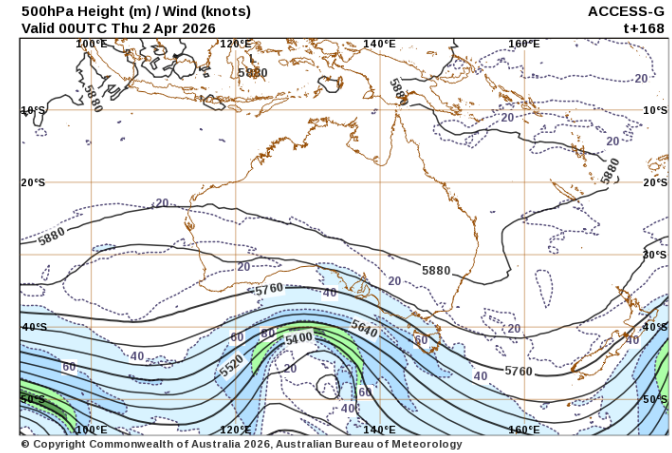 500hPa Height (m) / Wind (knots)
ACCESS-G
Valid 00UTC Thu 2 Apr 2026
t+168
100°E 120°E 140°E 160°E
5880
20
5880
5880
10°S
10°S
20
20
5880
20°S
20°S
20
5880
30°S
20
5880
20
5760
40
20
40°S
40°S
60
80
5640
5400
60
40
40
60
5520
20
5760
40
60
50°S
50°S
40
100°E 120°E 140°E 160°E
© Copyright Commonwealth of Australia 2026, Australian Bureau of Meteorology